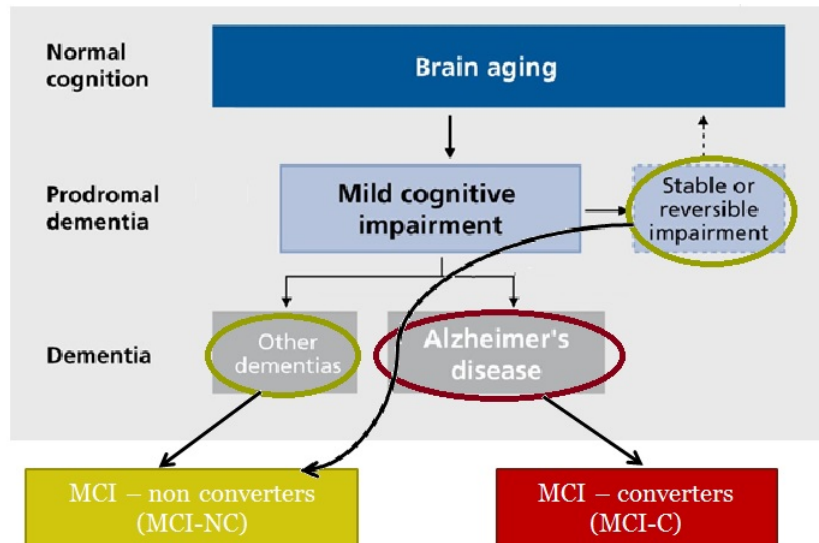 Normal
cognition
Brain aging
Prodromal
dementia
Mild cognitive
impairment
Stable or
reversible
impairment
Dementia
Other
dementias
Alzheimer's
disease
MCI – non converters
(MCI-NC)
MCI – converters
(MCI-C)